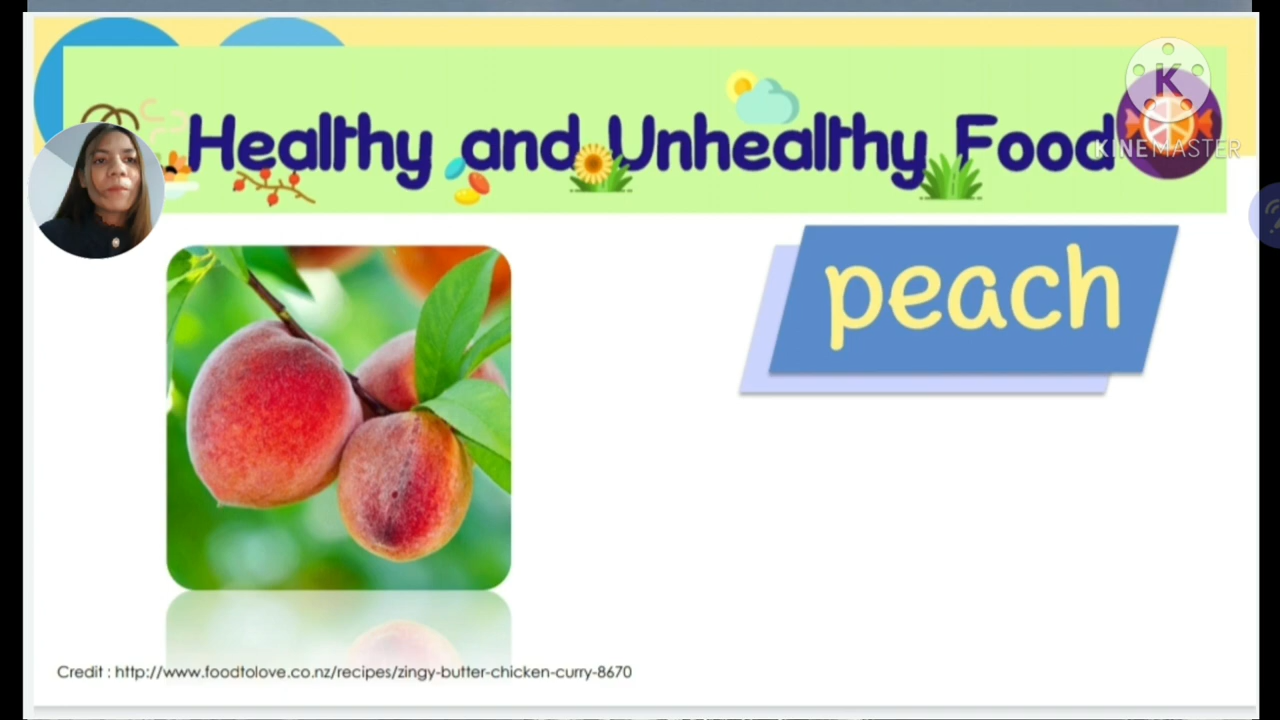 Healthy and Unhealthy Food
K
KINEMASTER
peach
Credit : http://www.foodtolove.co.nz/recipes/zingy-butter-chicken-curry-8670